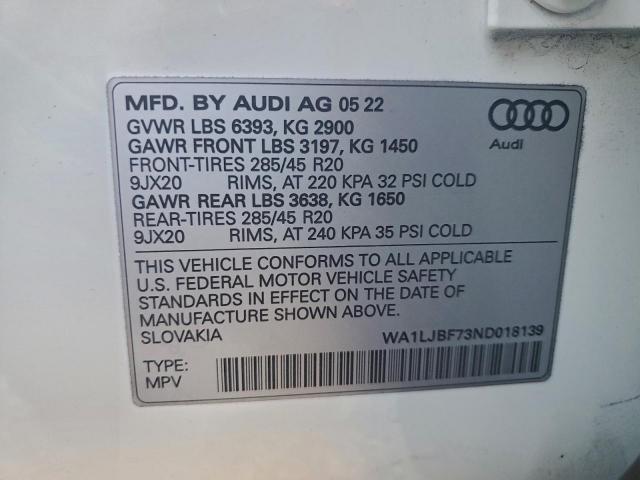 MFD. BY AUDI AG 05 22
GVWR LBS 6393, KG 2900
GAWR FRONT LBS 3197, KG 1450
FRONT-TIRES 285/45 R20
9JX20 RIMS, AT 220 KPA 32 PSI COLD
GAWR REAR LBS 3638, KG 1650
REAR-TIRES 285/45 R20
9JX20 RIMS, AT 240 KPA 35 PSI COLD
Audi
THIS VEHICLE CONFORMS TO ALL APPLICABLE
U.S. FEDERAL MOTOR VEHICLE SAFETY
STANDARDS IN EFFECT ON THE DATE OF
MANUFACTURE SHOWN ABOVE.
SLOVAKIA WA1LJBF73ND018139
TYPE:
MPV